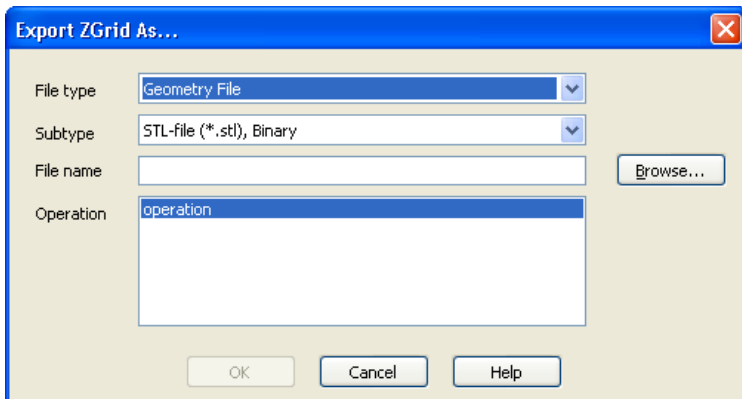 Export ZGrid As...
File type Geometry File
Subtype STL-file (*.stl), Binary
File name Browse...
Operation operation
OK Cancel Help